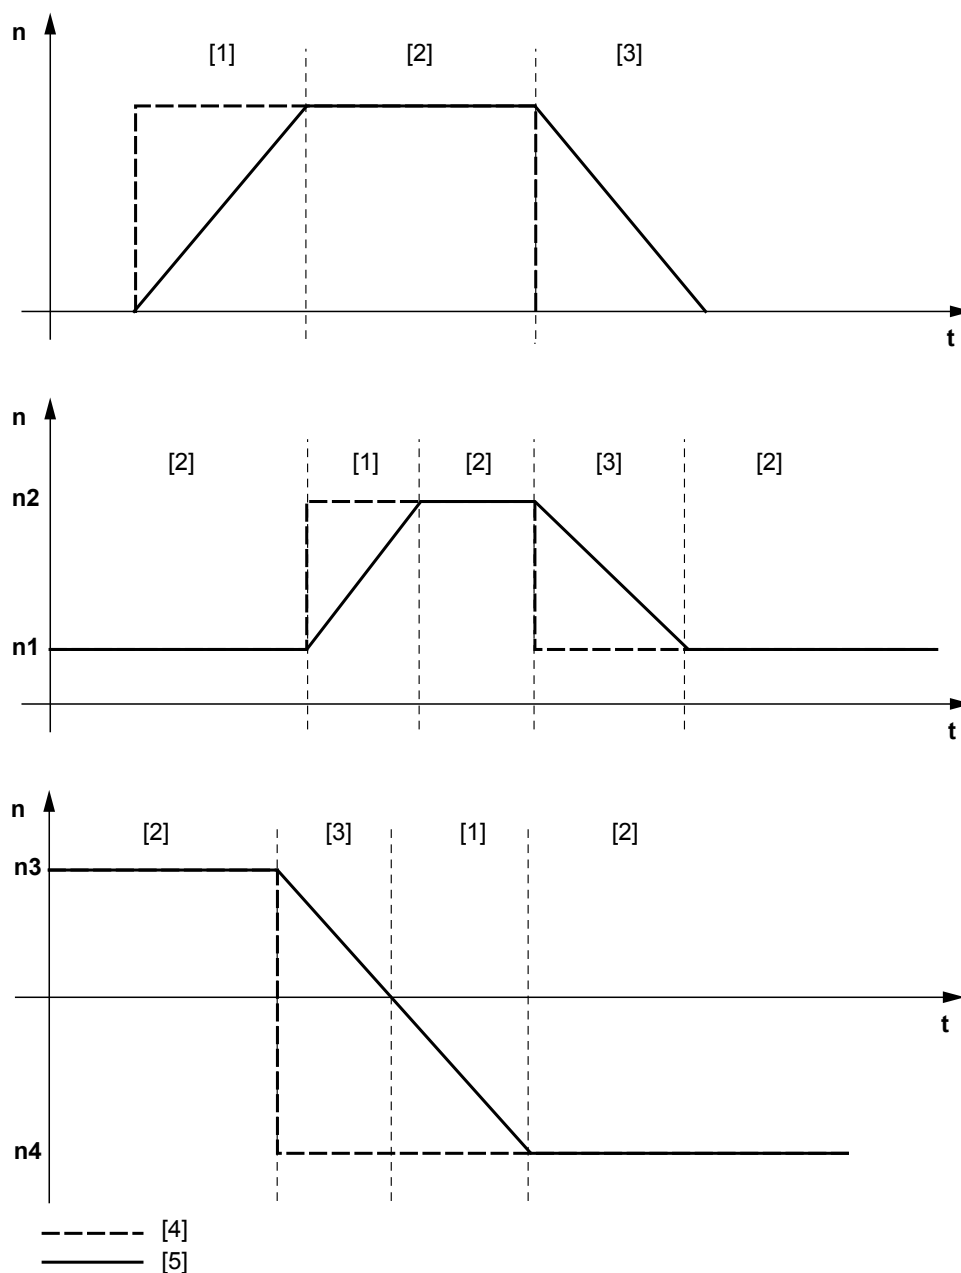 n
[1] [2] [3]
t
n
[2] [1] [2] [3] [2]
n2
n1
t
n
[2] [3] [1] [2]
n3
t
n4
[4]
[5]